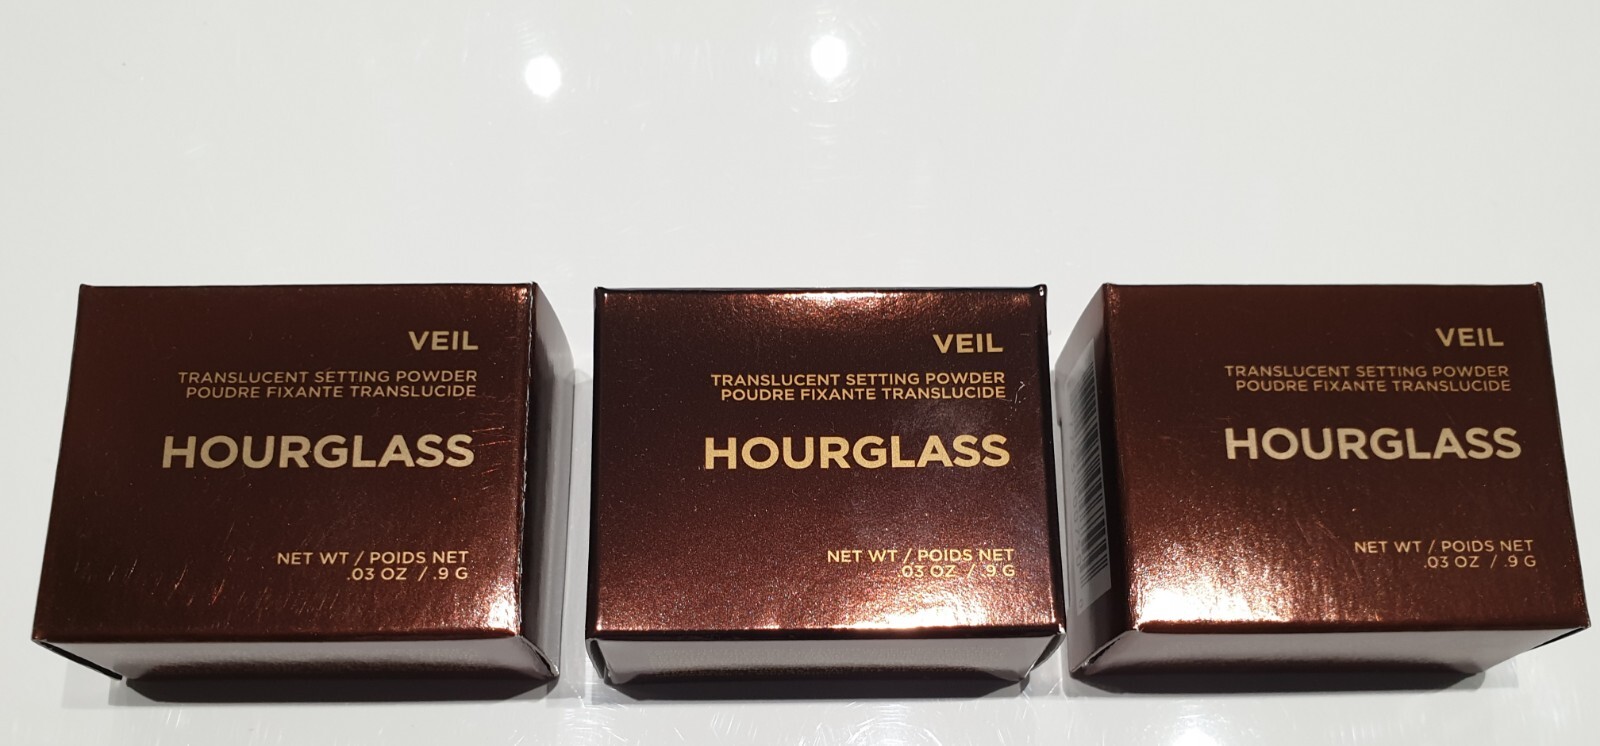 VEIL
TRANSLUCENT SETTING POWDER
POUDRE FIXANTE TRANSLUCIDE
HOURGLASS
NET WT / POIDS NET
.03 OZ / .9 G
VEIL
TRANSLUCENT SETTING POWDER
POUDRE FIXANTE TRANSLUCIDE
HOURGLASS
NET WT / POIDS NET
.03 OZ / .9 G
VEIL
TRANSLUCENT SETTING POWDER
POUDRE FIXANTE TRANSLUCIDE
HOURGLASS
NET WT / POIDS NET
.03 OZ / .9 G